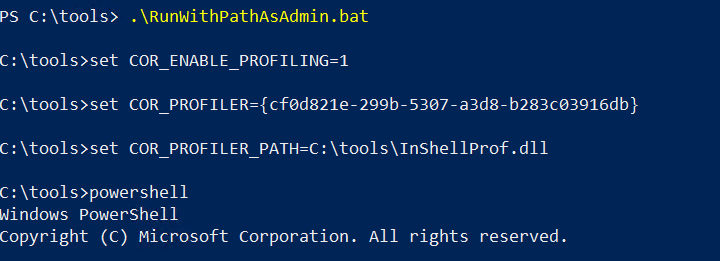 PS C:\tools> .\RunWithPathAsAdmin.bat
C:\tools>set COR_ENABLE_PROFILING=1
C:\tools>set COR_PROFILER={cf0d821e-299b-5307-a3d8-b283c03916db}
C:\tools>set COR_PROFILER_PATH=C:\tools\InShellProf.dll
C:\tools>powershell
Windows PowerShell
Copyright (C) Microsoft Corporation. All rights reserved.